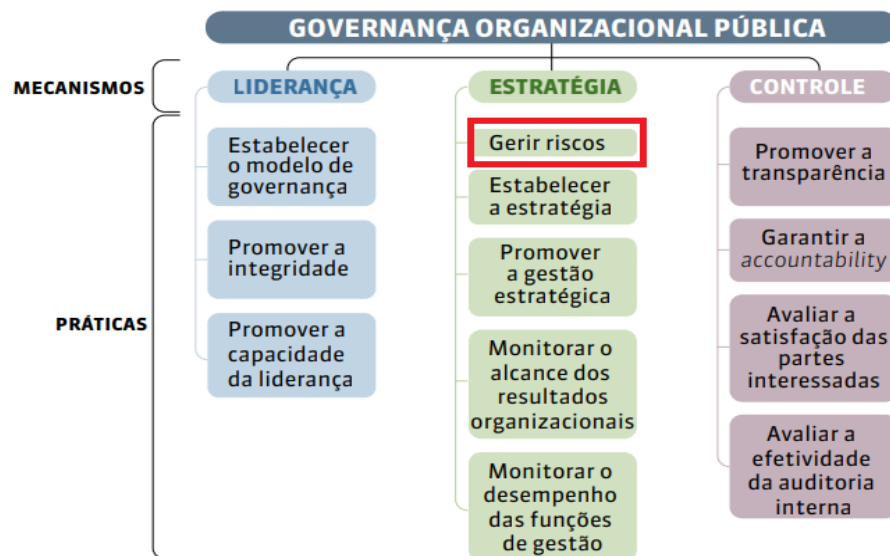 GOVERNANÇA ORGANIZACIONAL PÚBLICA
MECANISMOS
LIDERANÇA
ESTRATÉGIA
CONTROLE
PRÁTICAS
Estabelecer
o modelo de
governança
Promover a
integridade
Promover a
capacidade
da liderança
Gerir riscos
Estabelecer
a estratégia
Promover
a gestão
estratégica
Monitorar o
alcance dos
resultados
organizacionais
Monitorar o
desempenho
das funções
de gestão
Promover a
transparência
Garantir a
accountability
Avaliar a
satisfação das
partes
interessadas
Avaliar a
efetividade
da auditoria
interna